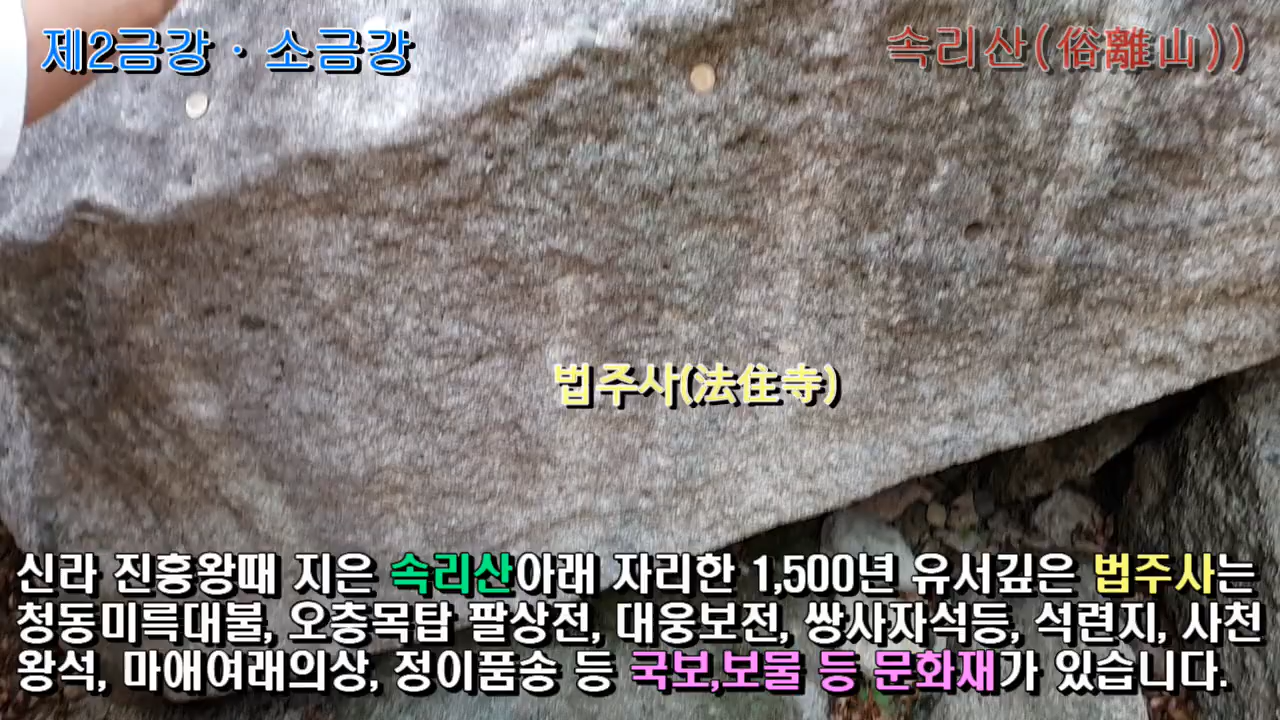 제2금강·소금강
속리산(俗離山))
법주사(法住寺)
신라 진흥왕때 지은 속리산아래 자리한 1,500년 유서깊은 법주사는
청동미륵대불, 오층목탑 팔상전, 대웅보전, 쌍사자석등, 석련지, 사천
왕석, 마애여래의상, 정이품송 등 국보,보물 등 문화재가 있습니다.